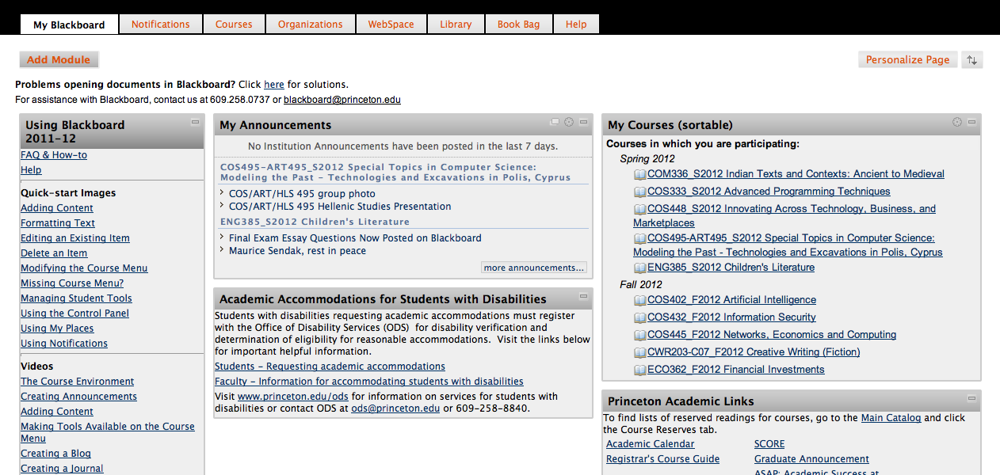 My Blackboard
Notifications
Courses
Organizations
WebSpace
Library
Book Bag
Help
Add Module
Personalize Page
Problems opening documents in Blackboard? Click here for solutions.
For assistance with Blackboard, contact us at 609.258.0737 or blackboard@princeton.edu
Using Blackboard
2011-12
FAQ & How-to
Help
Quick-start Images
Adding Content
Formatting Text
Editing an Existing Item
Delete an Item
Modifying the Course Menu
Missing Course Menu?
Managing Student Tools
Using the Control Panel
Using My Places
Using Notifications
Videos
The Course Environment
Creating Announcements
Adding Content
Making Tools Available on the Course
Menu
Creating a Blog
Creating a Journal
My Announcements
No Institution Announcements have been posted in the last 7 days.
COS495-ART495_S2012 Special Topics in Computer Science:
Modeling the Past - Technologies and Excavations in Polis, Cyprus
COS/ART/HLS 495 group photo
COS/ART/HLS 495 Hellenic Studies Presentation
ENG385_S2012 Children's Literature
Final Exam Essay Questions Now Posted on Blackboard
Maurice Sendak, rest in peace
more announcements...
Academic Accommodations for Students with Disabilities
Students with disabilities requesting academic accommodations must register
with the Office of Disability Services (ODS)  for disability verification and
determination of eligibility for reasonable accommodations.  Visit the links below
for important helpful information.
Students - Requesting academic accommodations
Faculty - Information for accommodating students with disabilities
Visit www.princeton.edu/ods for information on services for students with
disabilities or contact ODS at ods@princeton.edu or 609-258-8840.
My Courses (sortable)
Courses in which you are participating:
Spring 2012
COM336_S2012 Indian Texts and Contexts: Ancient to Medieval
COS333_S2012 Advanced Programming Techniques
COS448_S2012 Innovating Across Technology, Business, and
Marketplaces
COS495-ART495_S2012 Special Topics in Computer Science:
Modeling the Past - Technologies and Excavations in Polis, Cyprus
ENG385_S2012 Children's Literature
Fall 2012
COS402_F2012 Artificial Intelligence
COS432_F2012 Information Security
COS445_F2012 Networks, Economics and Computing
CWR203-C07_F2012 Creative Writing (Fiction)
ECO362_F2012 Financial Investments
Princeton Academic Links
To find lists of reserved readings for courses, go to the Main Catalog and click
the Course Reserves tab.
Academic Calendar
Registrar's Course Guide
SCORE
Graduate Announcement
ASAP: Academic Success at